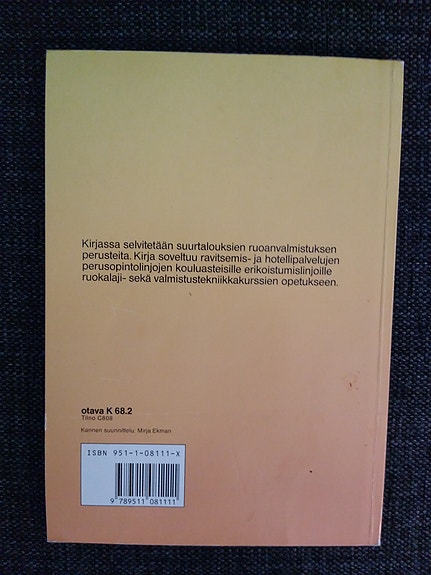 Kirjassa selvitetään suurtalouksien ruoanvalmistuksen
perusteita. Kirja soveltuu ravitsemis- ja hotellipalvelujen
perusopintolinjojen kouluasteisille erikoistumislinjoille
ruokalaji- sekä valmistustekniikkakurssien opetukseen.
otava K 68.2
Tilno C808
Kannen suunnittelu: Mirja Ekman
ISBN 951-1-08111-X
9 789511 081111